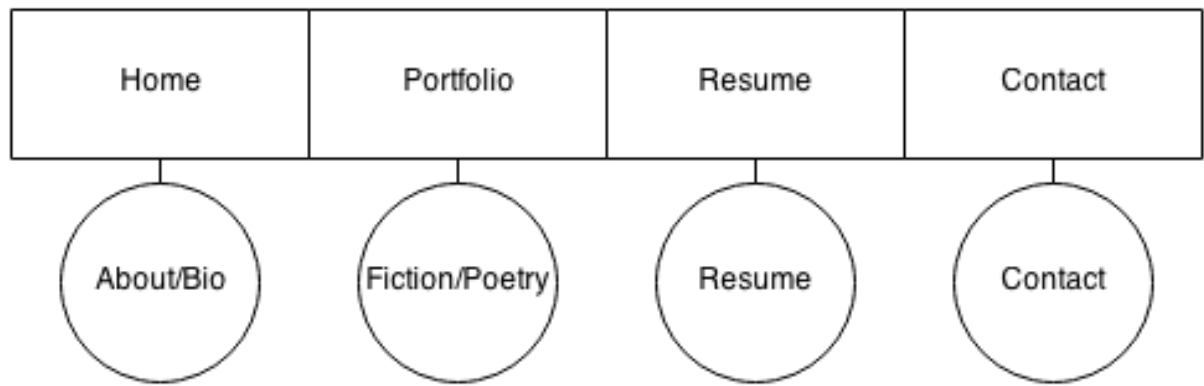 Home
Portfolio
Resume
Contact
About/Bio
Fiction/Poetry
Resume
Contact